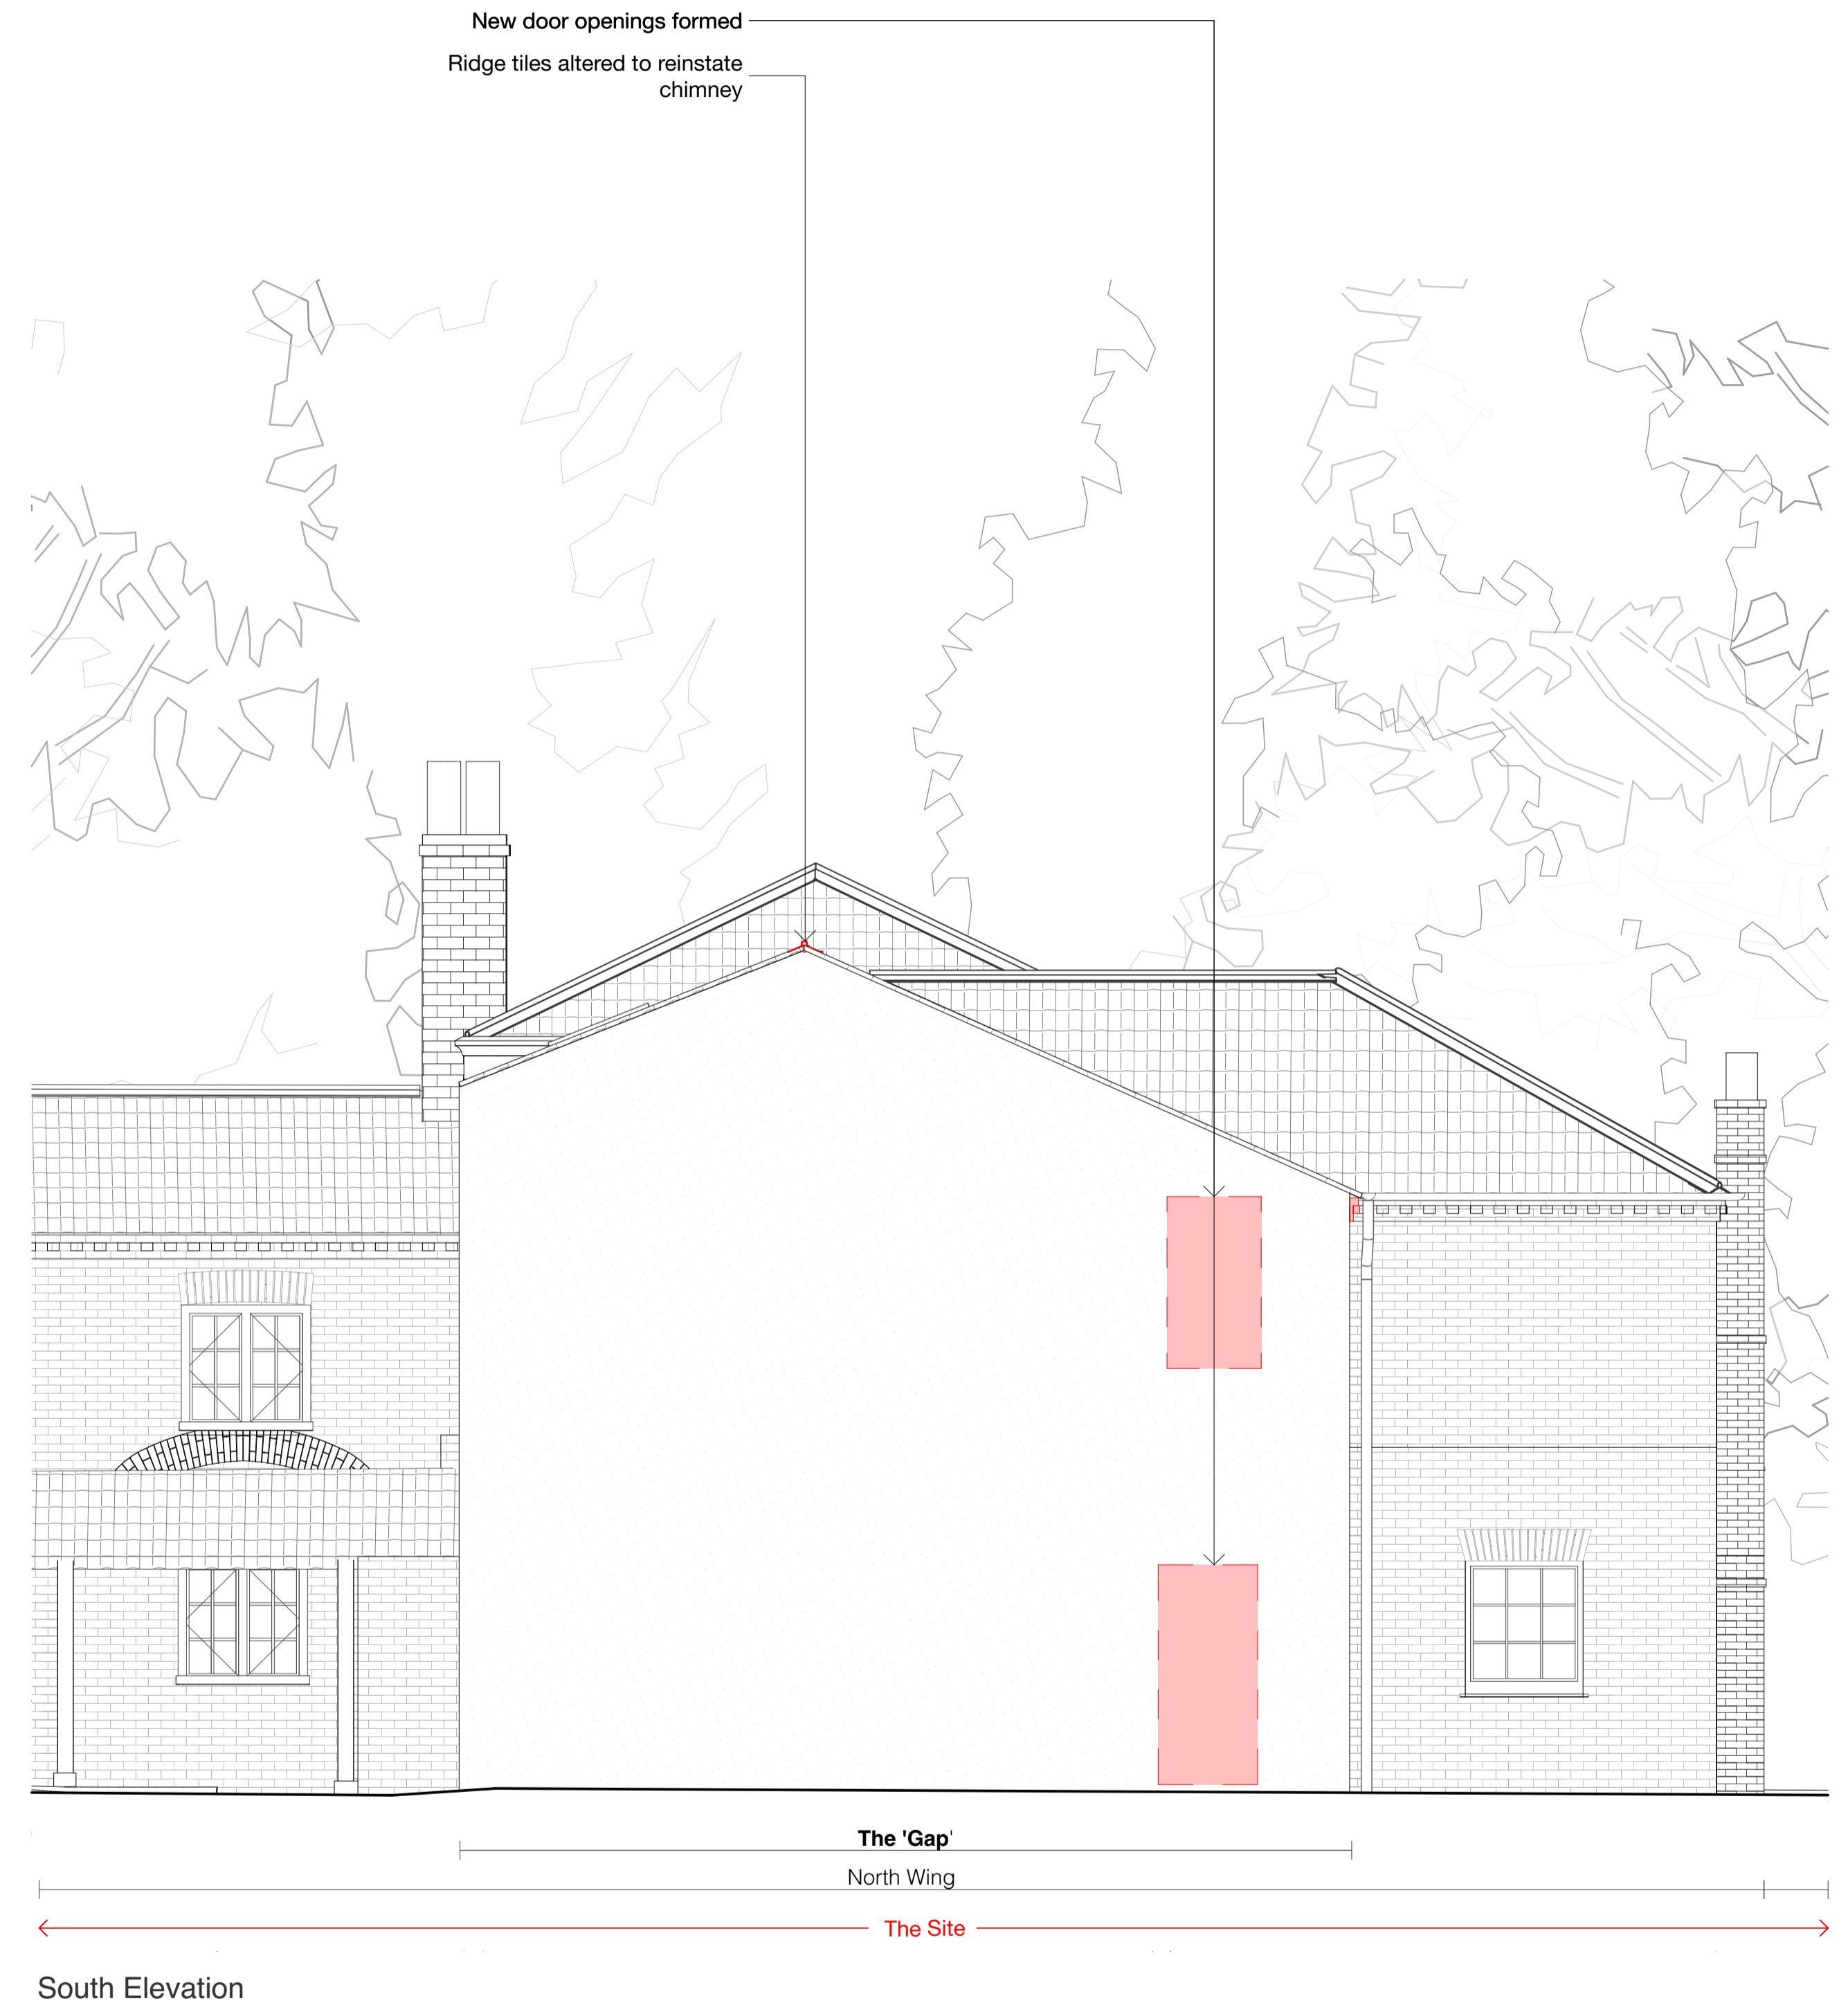 New door openings formed
Ridge tiles altered to reinstate
chimney
The 'Gap'
North Wing
The Site
South Elevation